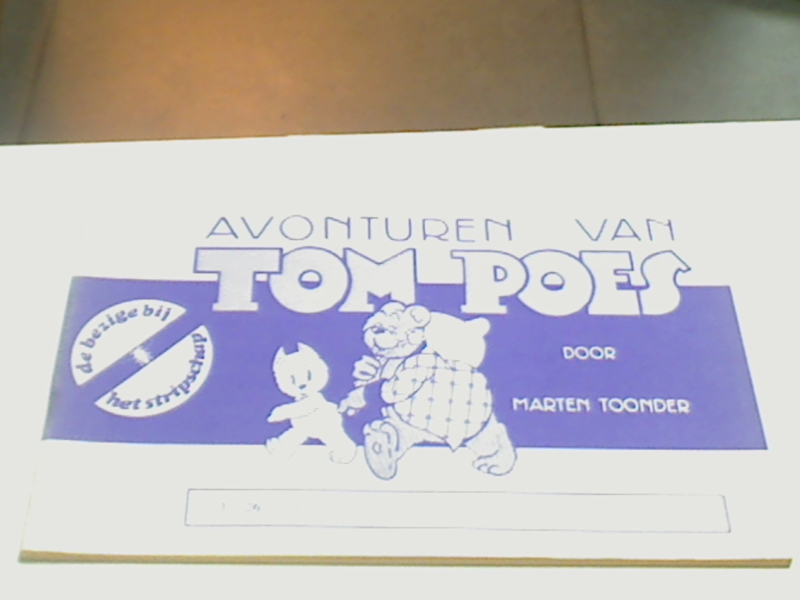 AVONTUREN VAN
TOM POES
de bezige bij
het stripschap
DOOR
MARTEN TOONDER